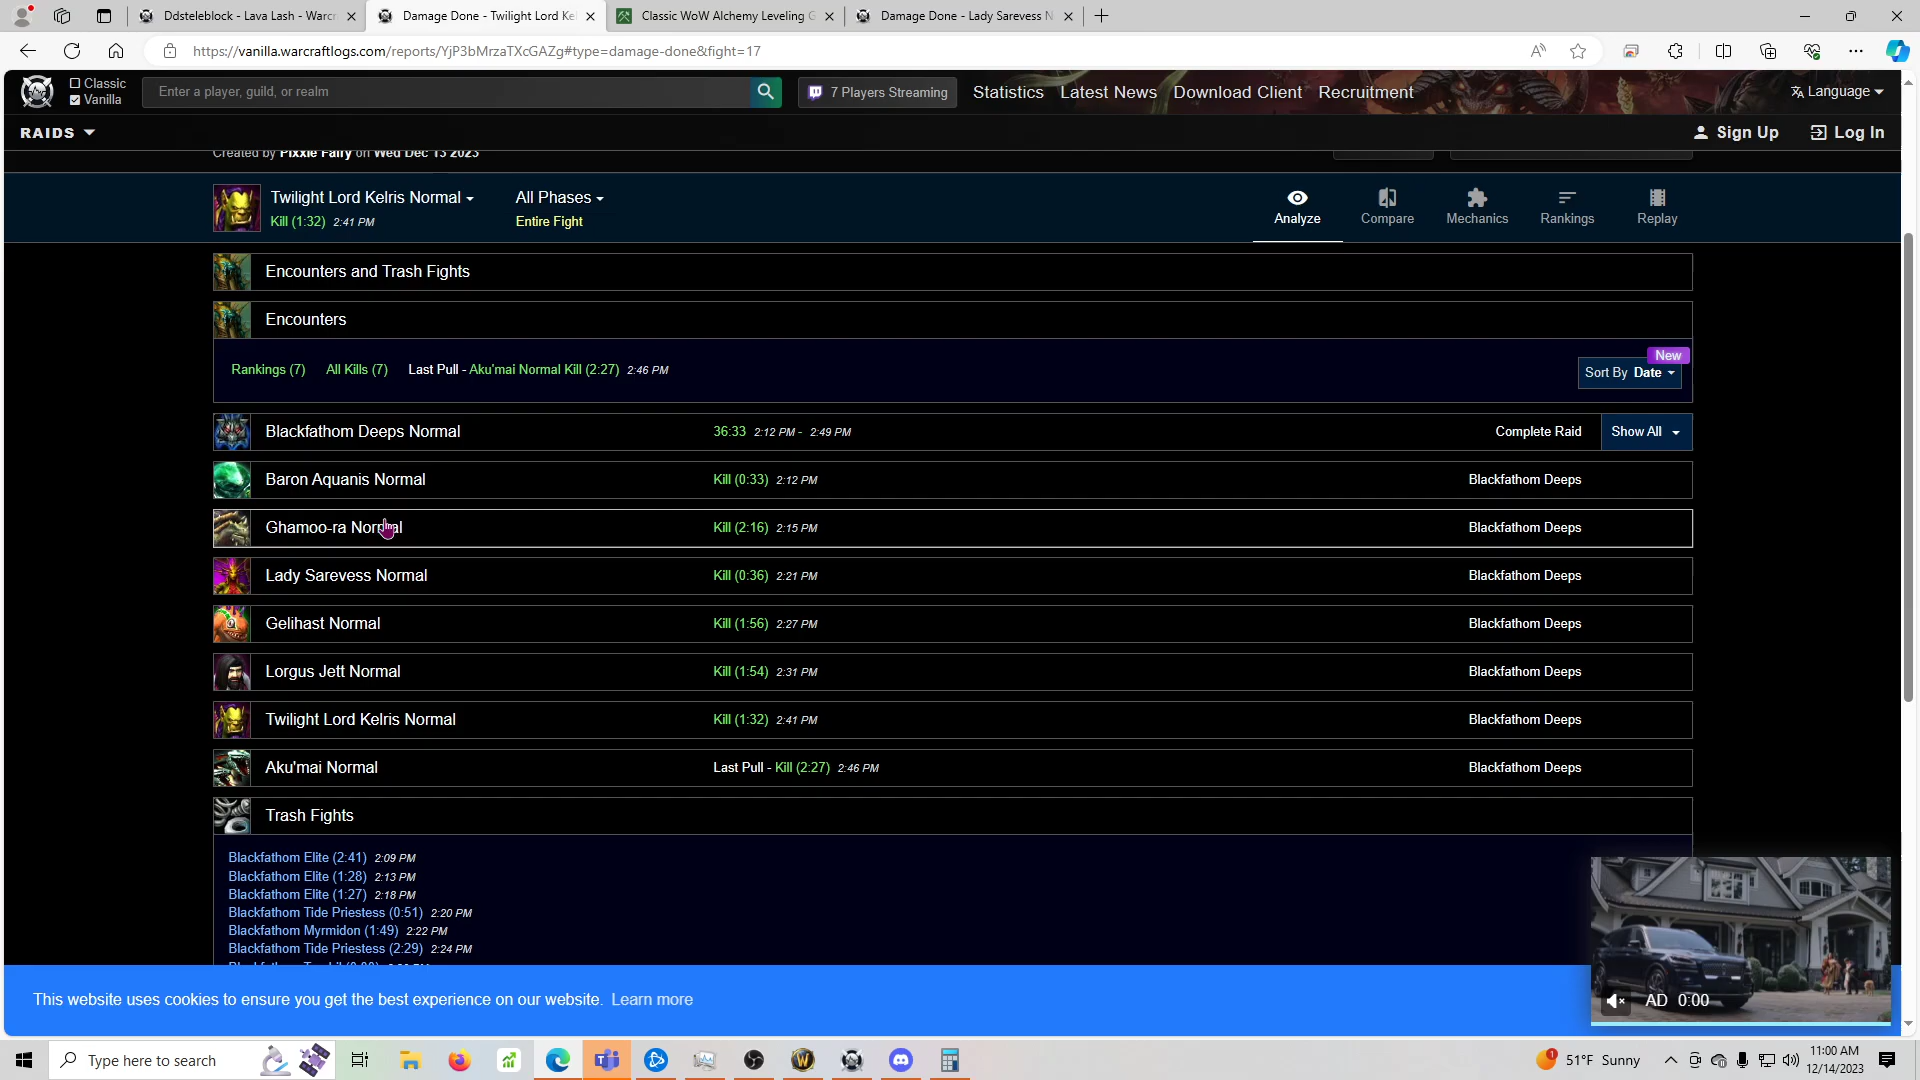 Ddsteleblock - Lava Lash - Warcr
Damage Done - Twilight Lord Ke
Classic WoW Alchemy Leveling G
Damage Done - Lady Sarevess N
https://vanilla.warcraftlogs.com/reports/YjP3bMrzaTXcGAZg#type=damage-done&fight=17
Classic
Vanilla
Enter a player, guild, or realm
7 Players Streaming
Statistics
Latest News
Download Client
Recruitment
Language
RAIDS
Sign Up
Log In
Created by Pixxie Fairy on Wed Dec 13 2023
Twilight Lord Kelris Normal
Kill (1:32) 2:41 PM
All Phases
Entire Fight
Analyze
Compare
Mechanics
Rankings
Replay
Encounters and Trash Fights
Encounters
Rankings (7) All Kills (7) Last Pull - Aku'mai Normal Kill (2:27) 2:46 PM
New
Sort By Date
Blackfathom Deeps Normal 36:33 2:12 PM - 2:49 PM Complete Raid Show All
Baron Aquanis Normal Kill (0:33) 2:12 PM Blackfathom Deeps
Ghamoo-ra Normal Kill (2:16) 2:15 PM Blackfathom Deeps
Lady Sarevess Normal Kill (0:36) 2:21 PM Blackfathom Deeps
Gelihast Normal Kill (1:56) 2:27 PM Blackfathom Deeps
Lorgus Jett Normal Kill (1:54) 2:31 PM Blackfathom Deeps
Twilight Lord Kelris Normal Kill (1:32) 2:41 PM Blackfathom Deeps
Aku'mai Normal Last Pull - Kill (2:27) 2:46 PM Blackfathom Deeps
Trash Fights
Blackfathom Elite (2:41) 2:09 PM
Blackfathom Elite (1:28) 2:13 PM
Blackfathom Elite (1:27) 2:18 PM
Blackfathom Tide Priestess (0:51) 2:20 PM
Blackfathom Myrmidon (1:49) 2:22 PM
Blackfathom Tide Priestess (2:29) 2:24 PM
This website uses cookies to ensure you get the best experience on our website. Learn more
AD 0:00
Type here to search
51°F Sunny
11:00 AM
12/14/2023